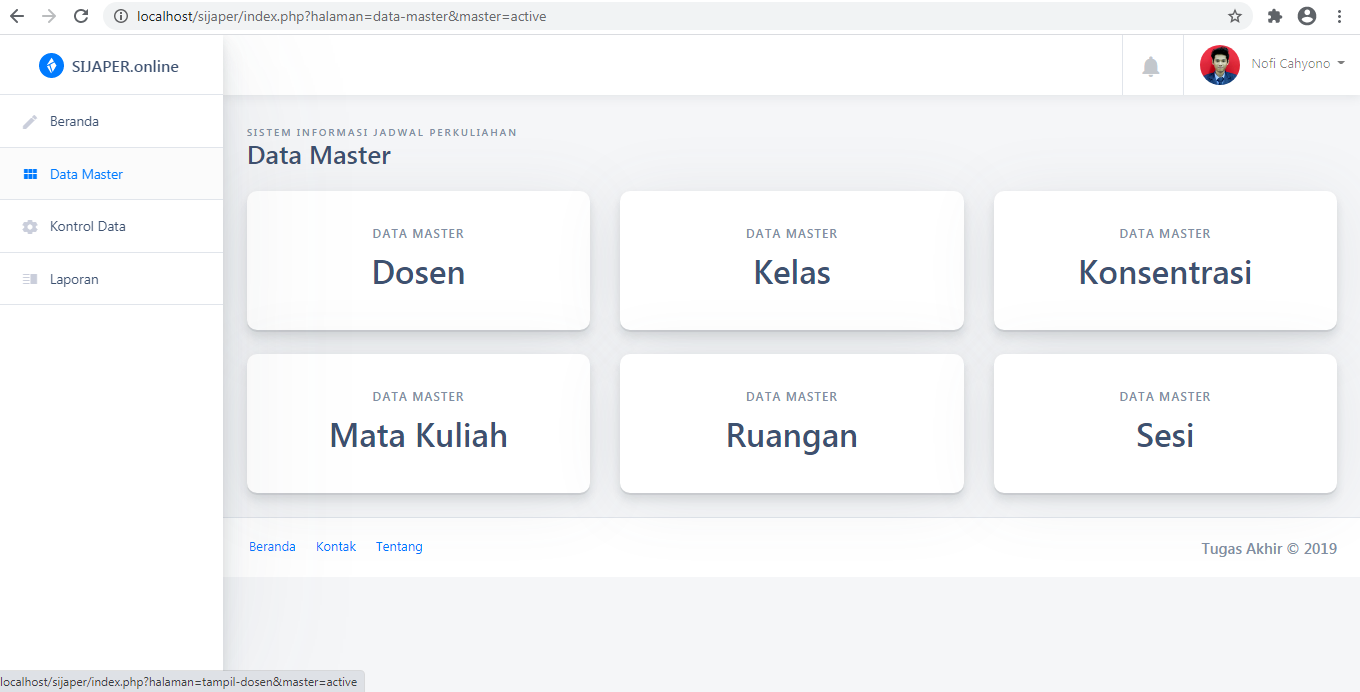 localhost/sijaper/index.php?halaman=data-master&master=active
SIJAPER.online
Nofi Cahyono
Beranda
Data Master
Kontrol Data
Laporan
SISTEM INFORMASI JADWAL PERKULIAHAN
Data Master
DATA MASTER
Dosen
DATA MASTER
Kelas
DATA MASTER
Konsentrasi
DATA MASTER
Mata Kuliah
DATA MASTER
Ruangan
DATA MASTER
Sesi
Beranda Kontak Tentang
Tugas Akhir © 2019
localhost/sijaper/index.php?halaman=tampil-dosen&master=active